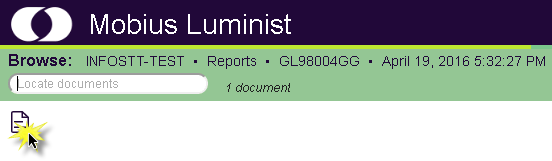 Mobius Luminist
Browse: INFOSTT-TEST • Reports • GL98004GG • April 19, 2016 5:32:27 PM
Locate documents
1 document